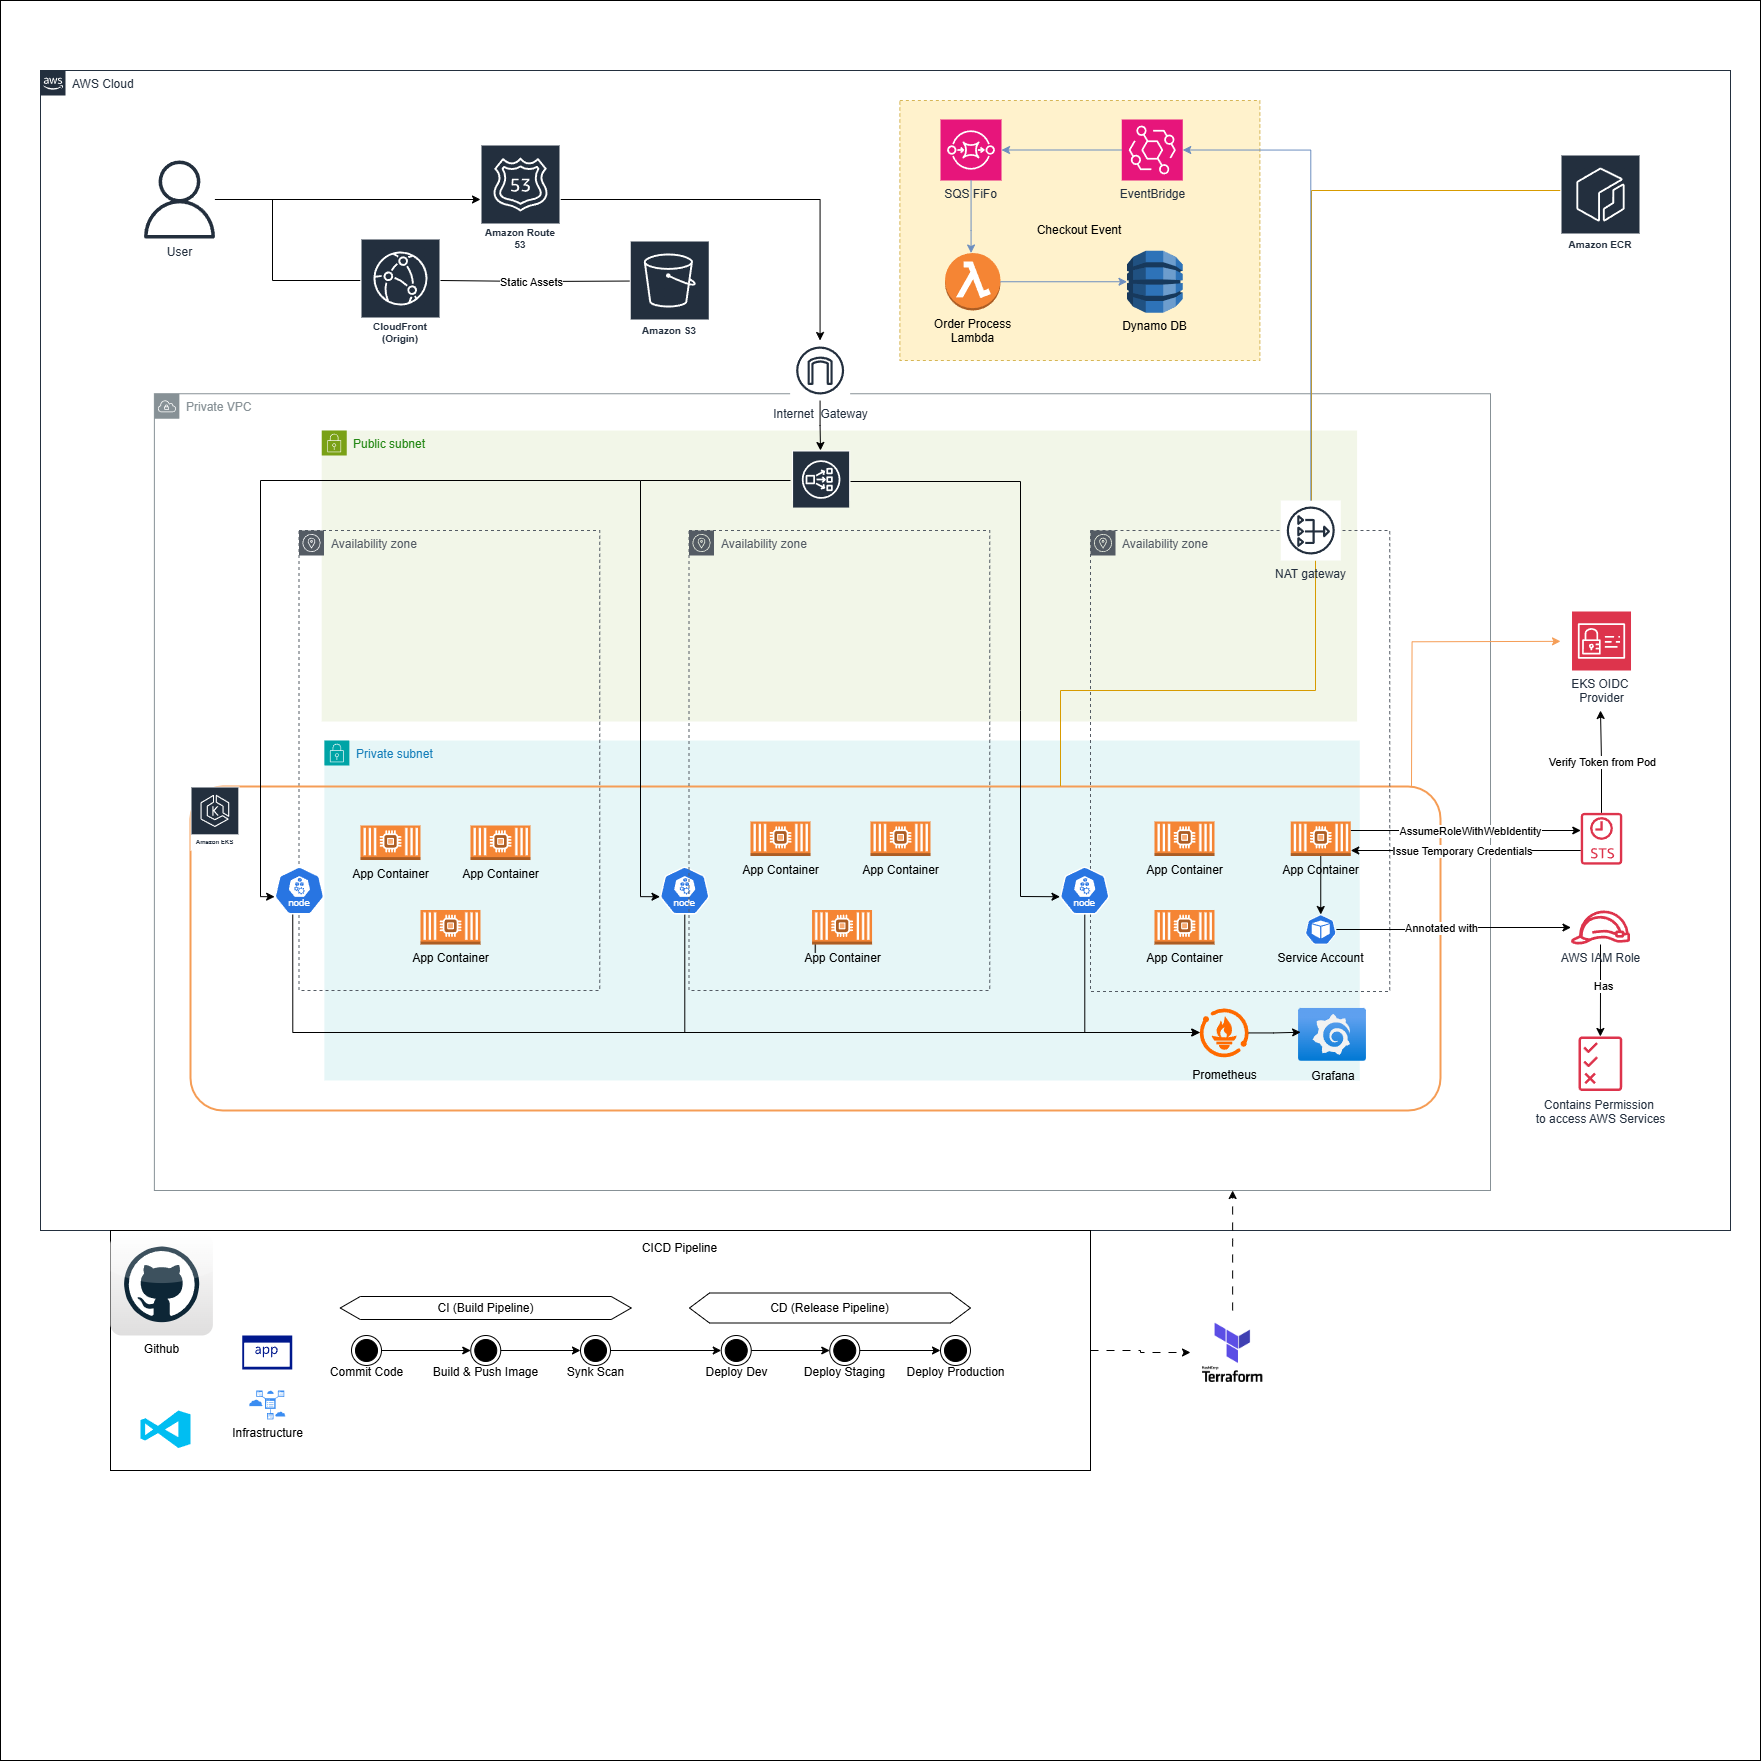 aws
AWS Cloud
User
53
Amazon Route
53
CloudFront
(Origin)
Static Assets
Amazon S3
SQS FiFo
EventBridge
Checkout Event
Order Process
Lambda
Dynamo DB
Amazon ECR
Internet Gateway
Private VPC
Public subnet
Availability zone
Availability zone
Availability zone
NAT gateway
EKS OIDC
Provider
Verify Token from Pod
Private subnet
Amazon EKS
K
App Container
App Container
App Container
App Container
App Container
App Container
App Container
App Container
App Container
node
node
node
AssumeRoleWithWebIdentity
Issue Temporary Credentials
STS
Service Account
Annotated with
AWS IAM Role
Has
Contains Permission
to access AWS Services
Prometheus
Grafana
CICD Pipeline
Github
app
Infrastructure
CI (Build Pipeline)
CD (Release Pipeline)
Commit Code
Build & Push Image
Synk Scan
Deploy Dev
Deploy Staging
Deploy Production
HashiCorp
Terraform